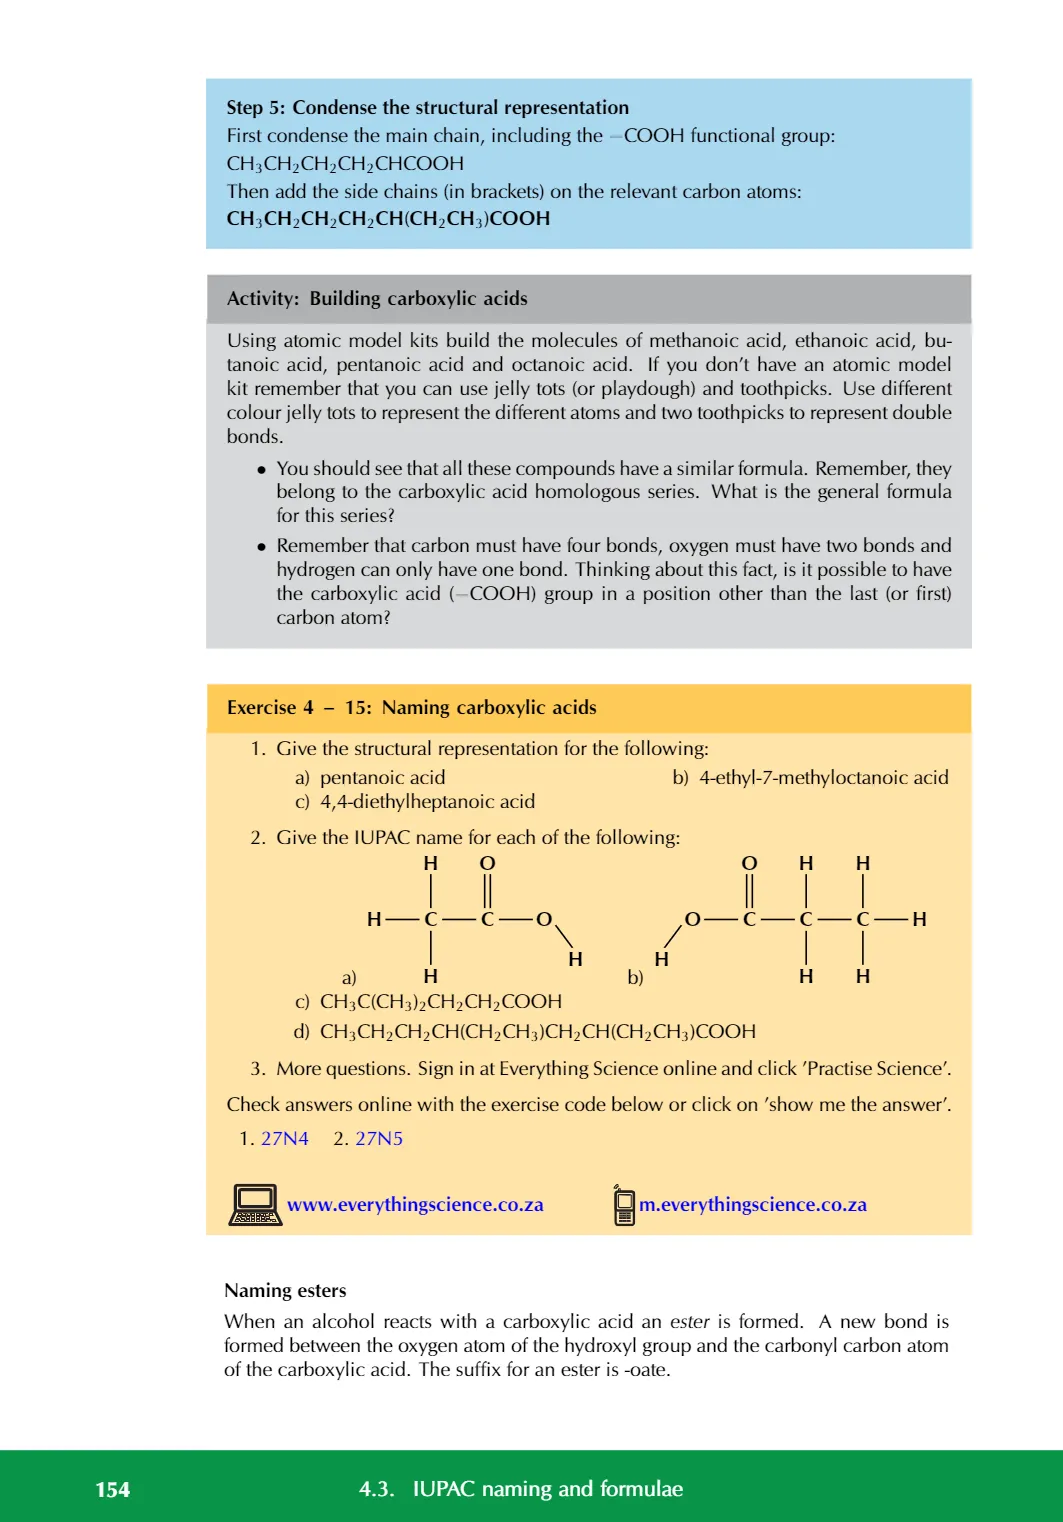 Step 5: Condense the structural representation
First condense the main chain, including the −COOH functional group:
CH₃CH₂CH₂CH₂CHCOOH
Then add the side chains (in brackets) on the relevant carbon atoms:
CH₃CH₂CH₂CH₂CH(CH₂CH₃)COOH
Activity: Building carboxylic acids
Using atomic model kits build the molecules of methanoic acid, ethanoic acid, bu-
tanoic acid, pentanoic acid and octanoic acid. If you don't have an atomic model
kit remember that you can use jelly tots (or playdough) and toothpicks. Use different
colour jelly tots to represent the different atoms and two toothpicks to represent double
bonds.
• You should see that all these compounds have a similar formula. Remember, they
belong to the carboxylic acid homologous series. What is the general formula
for this series?
• Remember that carbon must have four bonds, oxygen must have two bonds and
hydrogen can only have one bond. Thinking about this fact, is it possible to have
the carboxylic acid (−COOH) group in a position other than the last (or first)
carbon atom?
Exercise 4 – 15: Naming carboxylic acids
1. Give the structural representation for the following:
a) pentanoic acid b) 4-ethyl-7-methyloctanoic acid
c) 4,4-diethylheptanoic acid
2. Give the IUPAC name for each of the following:
H O O H H
H C C O O C C C H
H H
a) H b) H H
c) CH₃C(CH₃)₂CH₂CH₂COOH
d) CH₃CH₂CH₂CH(CH₂CH₃)CH₂CH(CH₂CH₃)COOH
3. More questions. Sign in at Everything Science online and click 'Practise Science'.
Check answers online with the exercise code below or click on 'show me the answer'.
1. 27N4 2. 27N5
www.everythingscience.co.za m.everythingscience.co.za
Naming esters
When an alcohol reacts with a carboxylic acid an ester is formed. A new bond is
formed between the oxygen atom of the hydroxyl group and the carbonyl carbon atom
of the carboxylic acid. The suffix for an ester is -oate.
154 4.3. IUPAC naming and formulae